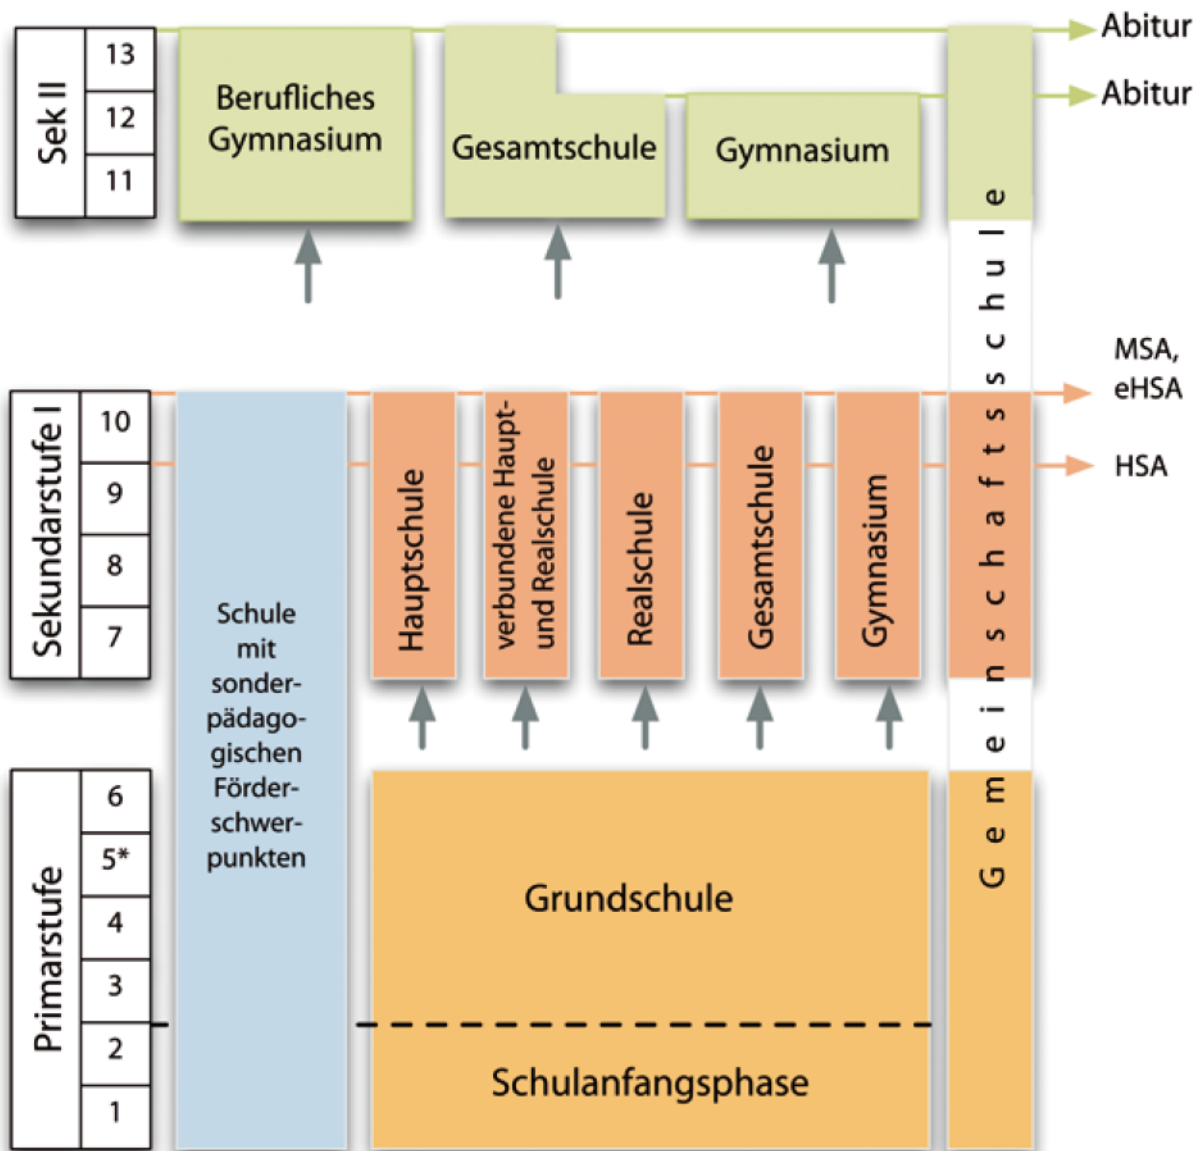 Abitur
Abitur
Sek II
13
12
11
Berufliches
Gymnasium
Gesamtschule
Gymnasium
Gemeinschaftsschule
MSA,
eHSA
HSA
Sekundarstufe I
10
9
8
7
Schule
mit
sonder-
pädago-
gischen
Förder-
schwer-
punkten
Hauptschule
verbundene Haupt-
und Realschule
Realschule
Gesamtschule
Gymnasium
Primarstufe
6
5*
4
3
2
1
Grundschule
Schulanfangsphase